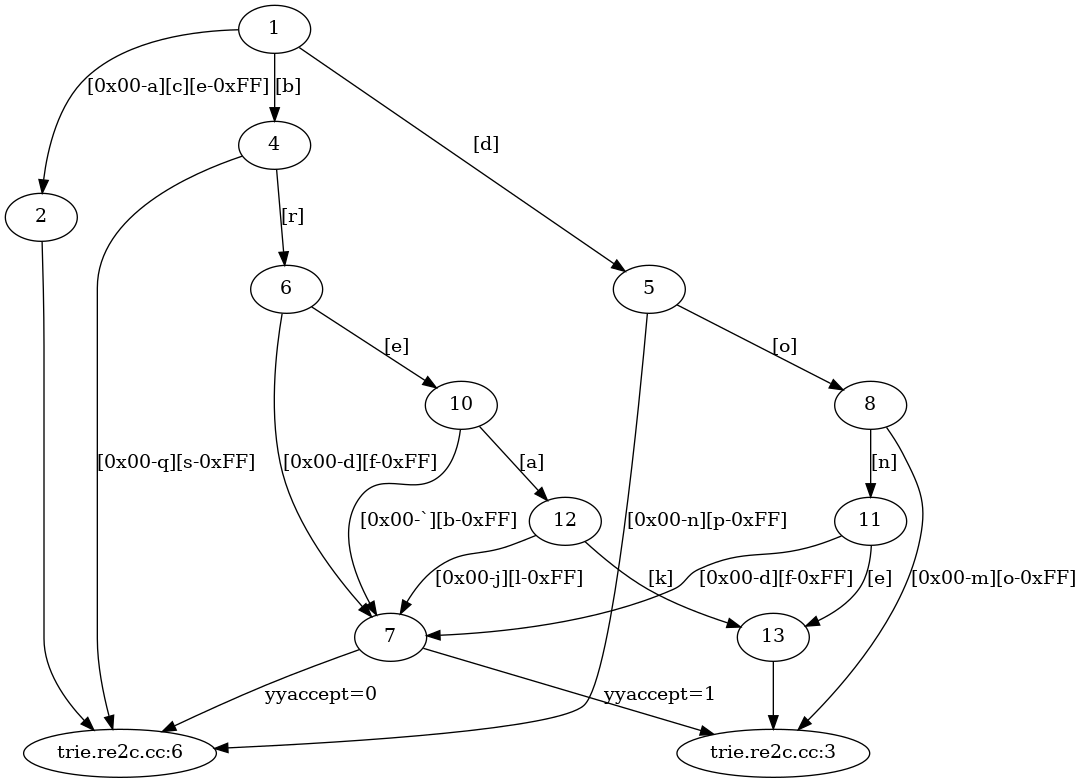 1
[0x00-a][c][e-0xFF]
[b]
[d]
4
2
[r]
6
5
[e]
[o]
10
8
[0x00-q][s-0xFF]
[0x00-d][f-0xFF]
[a]
[n]
[0x00-`][b-0xFF]
12
[0x00-n][p-0xFF]
11
[0x00-j][l-0xFF]
[k]
[0x00-d][f-0xFF]
[e]
[0x00-m][o-0xFF]
7
13
yyaccept=0
yyaccept=1
trie.re2c.cc:6
trie.re2c.cc:3